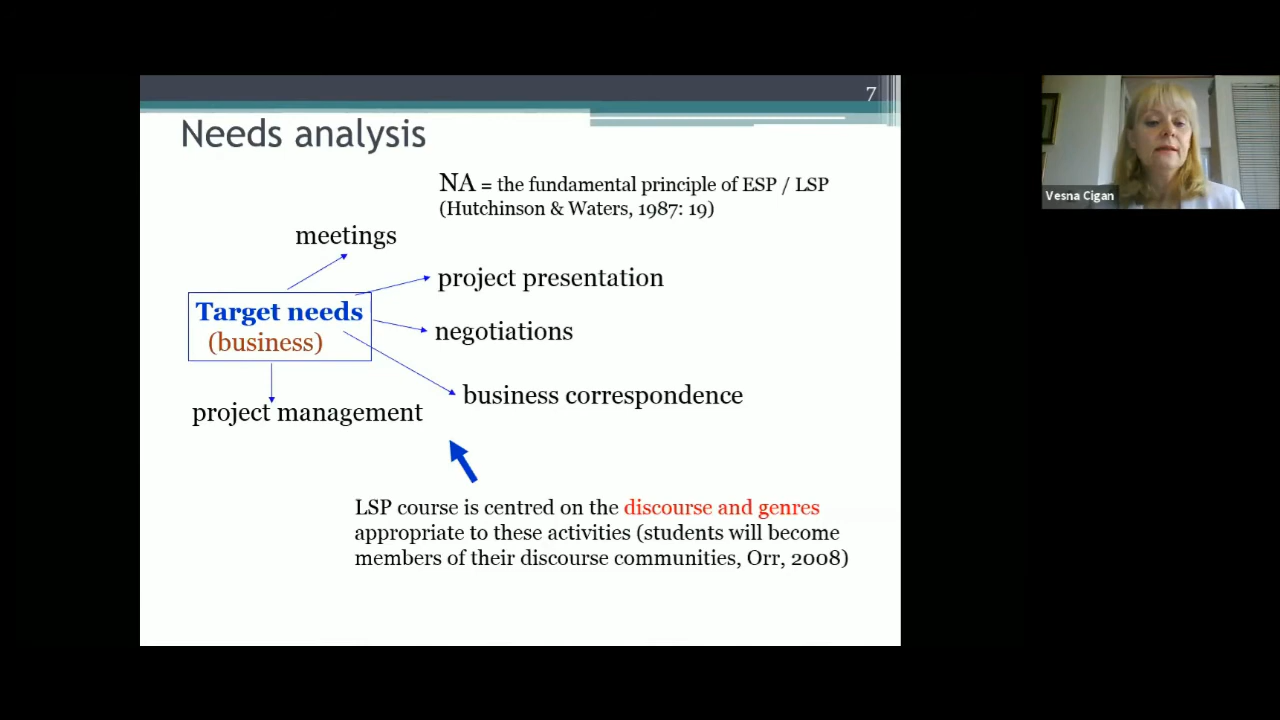 7
Needs analysis
NA = the fundamental principle of ESP / LSP
(Hutchinson & Waters, 1987: 19)
meetings
project presentation
Target needs
(business)
negotiations
business correspondence
project management
LSP course is centred on the discourse and genres
appropriate to these activities (students will become
members of their discourse communities, Orr, 2008)
Vesna Cigan